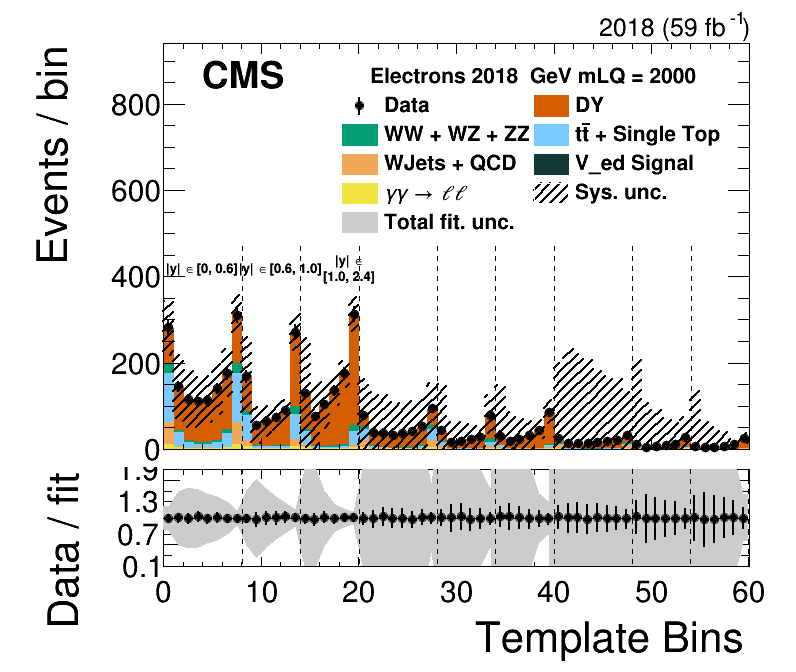 2018 (59 fb⁻¹)
CMS
Electrons 2018 GeV mLQ = 2000
Data
DY
WW + WZ + ZZ
tt̄ + Single Top
WJets + QCD
V_ed Signal
γγ → ℓℓ
Sys. unc.
Total fit. unc.
Events / bin
800
600
400
200
0
|y| ∈ [0, 0.6]
|y| ∈ [0.6, 1.0]
|y| ∈
[1.0, 2.4]
Data / fit
1.9
1.3
0.7
0.1
0 10 20 30 40 50 60
Template Bins